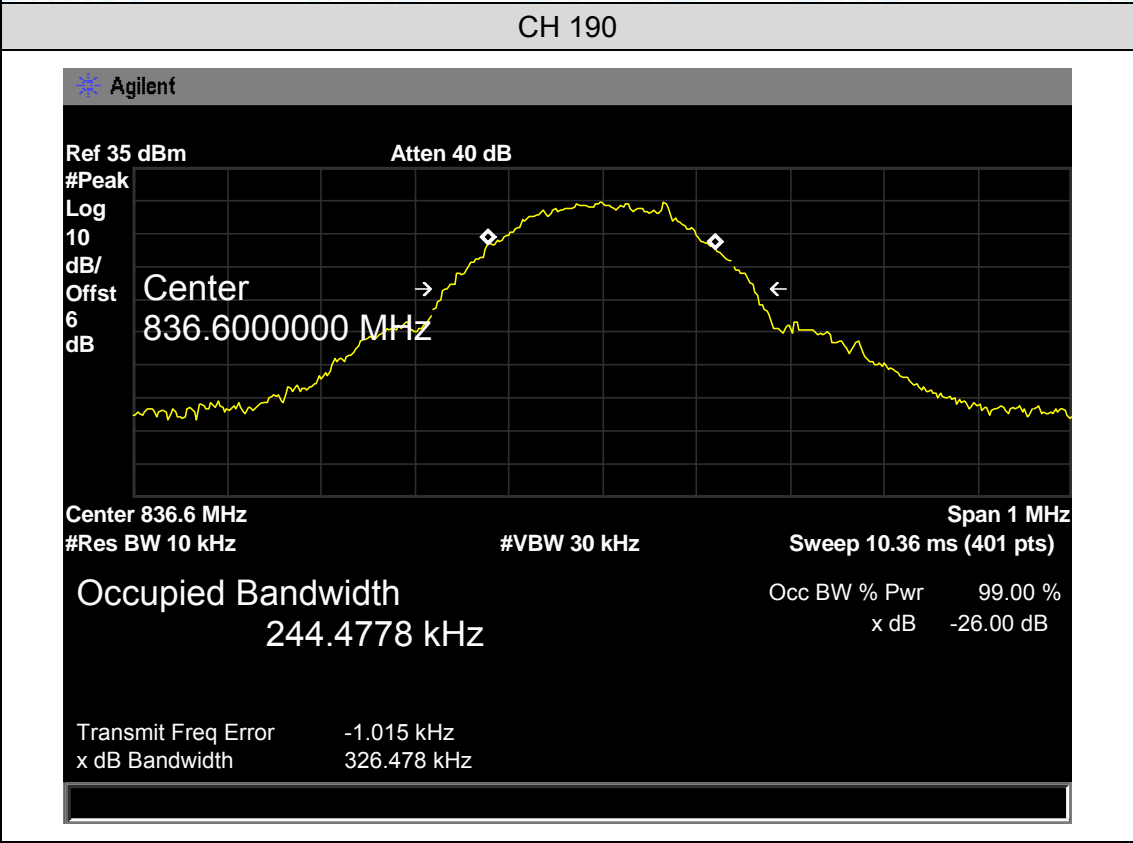 CH 190
Agilent
Ref 35 dBm Atten 40 dB
#Peak
Log
10
dB/
Offst
6
dB
Center
836.6000000 MHz
Center 836.6 MHz Span 1 MHz
#Res BW 10 kHz #VBW 30 kHz Sweep 10.36 ms (401 pts)
Occupied Bandwidth
244.4778 kHz
Occ BW % Pwr 99.00 %
x dB -26.00 dB
Transmit Freq Error -1.015 kHz
x dB Bandwidth 326.478 kHz